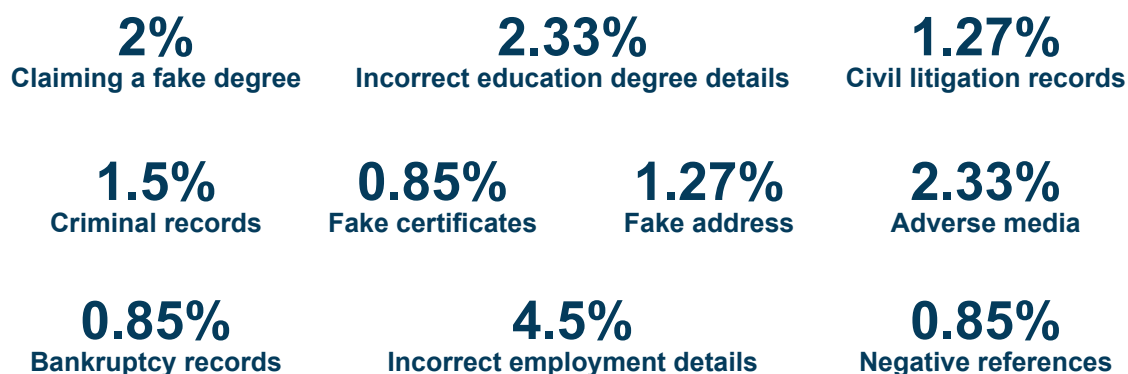 2% 2.33% 1.27%
Claiming a fake degree Incorrect education degree details Civil litigation records
1.5% 0.85% 1.27% 2.33%
Criminal records Fake certificates Fake address Adverse media
0.85% 4.5% 0.85%
Bankruptcy records Incorrect employment details Negative references